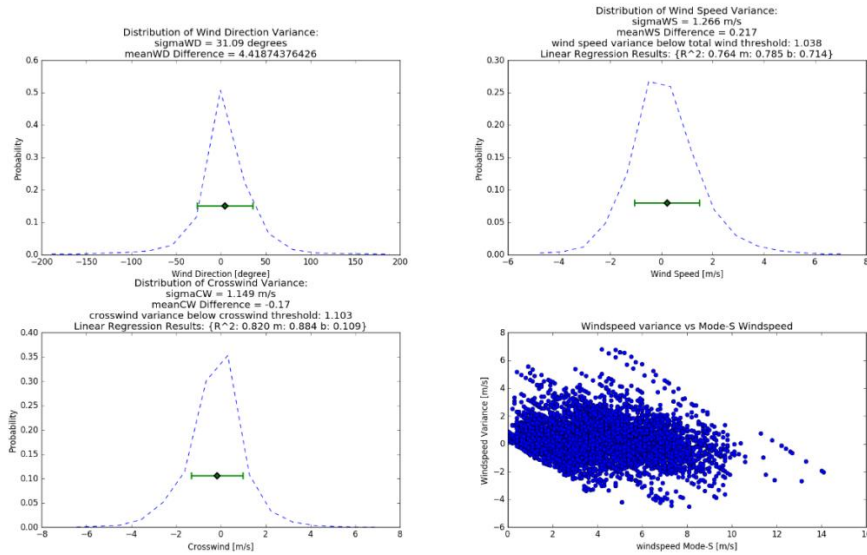 Distribution of Wind Direction Variance:
sigmaWD = 31.09 degrees
meanWD Difference = 4.41874376426
0.6
0.5
0.4
0.3
0.2
0.1
0.0
Probability
−200 −150 −100 −50 0 50 100 150 200
Wind Direction [degree]
Distribution of Wind Speed Variance:
sigmaWS = 1.266 m/s
meanWS Difference = 0.217
wind speed variance below total wind threshold: 1.038
Linear Regression Results: {R^2: 0.764 m: 0.785 b: 0.714}
0.30
0.25
0.20
0.15
0.10
0.05
0.00
Probability
−6 −4 −2 0 2 4 6 8
Wind Speed [m/s]
Distribution of Crosswind Variance:
sigmaCW = 1.149 m/s
meanCW Difference = -0.17
crosswind variance below crosswind threshold: 1.103
Linear Regression Results: {R^2: 0.820 m: 0.884 b: 0.109}
0.40
0.35
0.30
0.25
0.20
0.15
0.10
0.05
0.00
Probability
−8 −6 −4 −2 0 2 4 6 8
Crosswind [m/s]
Windspeed variance vs Mode-S Windspeed
8
6
4
2
0
−2
−4
−6
Windspeed Variance [m/s]
0 2 4 6 8 10 12 14 16
windspeed Mode-S [m/s]